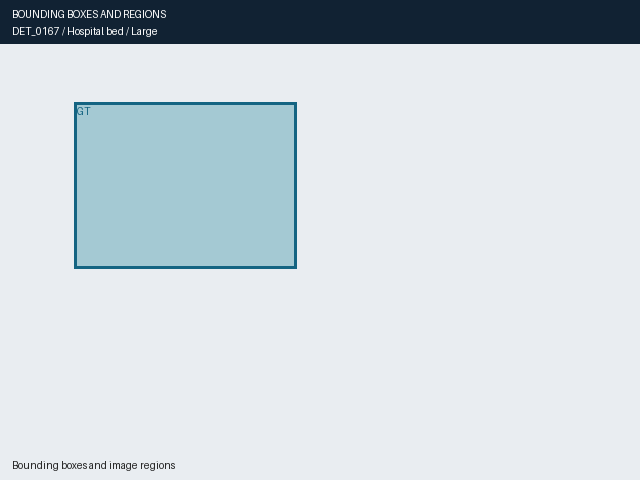 BOUNDING BOXES AND REGIONS
DET_0167 / Hospital bed / Large
GT
Bounding boxes and image regions